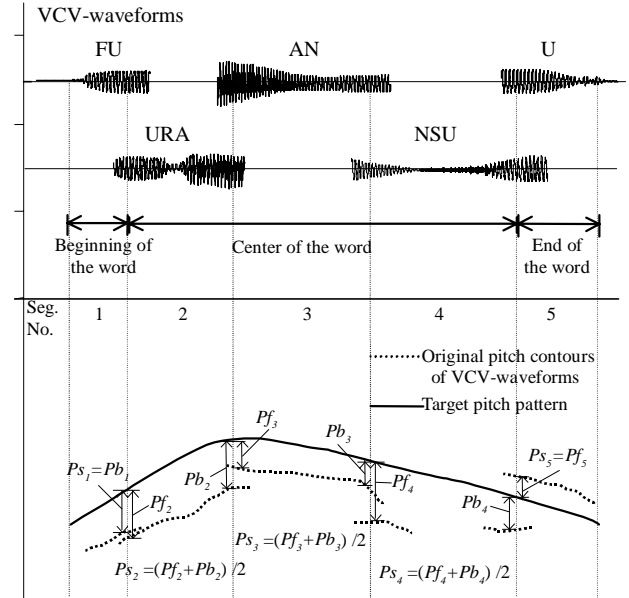 VCV-waveforms
FU AN U
URA NSU
Beginning of
the word
Center of the word
End of
the word
Seg.
No.
1 2 3 4 5
Original pitch contours
of VCV-waveforms
Target pitch pattern
Ps1=Pb1
Pf2
Pb2
Pf3
Pb3
Pf4
Pb4
Ps5=Pf5
Ps2=(Pf2+Pb2)/2
Ps3=(Pf3+Pb3)/2
Ps4=(Pf4+Pb4)/2